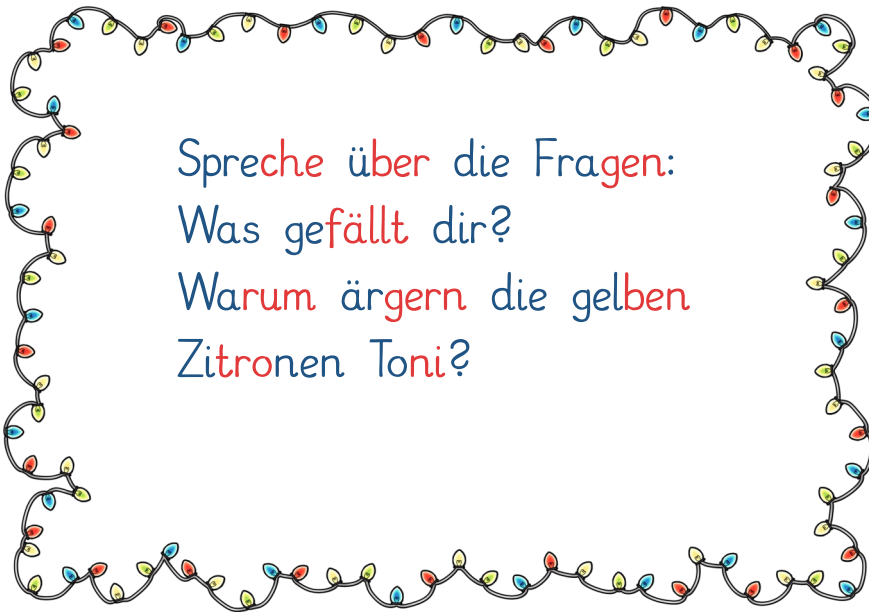 Spreche über die Fragen:
Was gefällt dir?
Warum ärgern die gelben
Zitronen Toni?